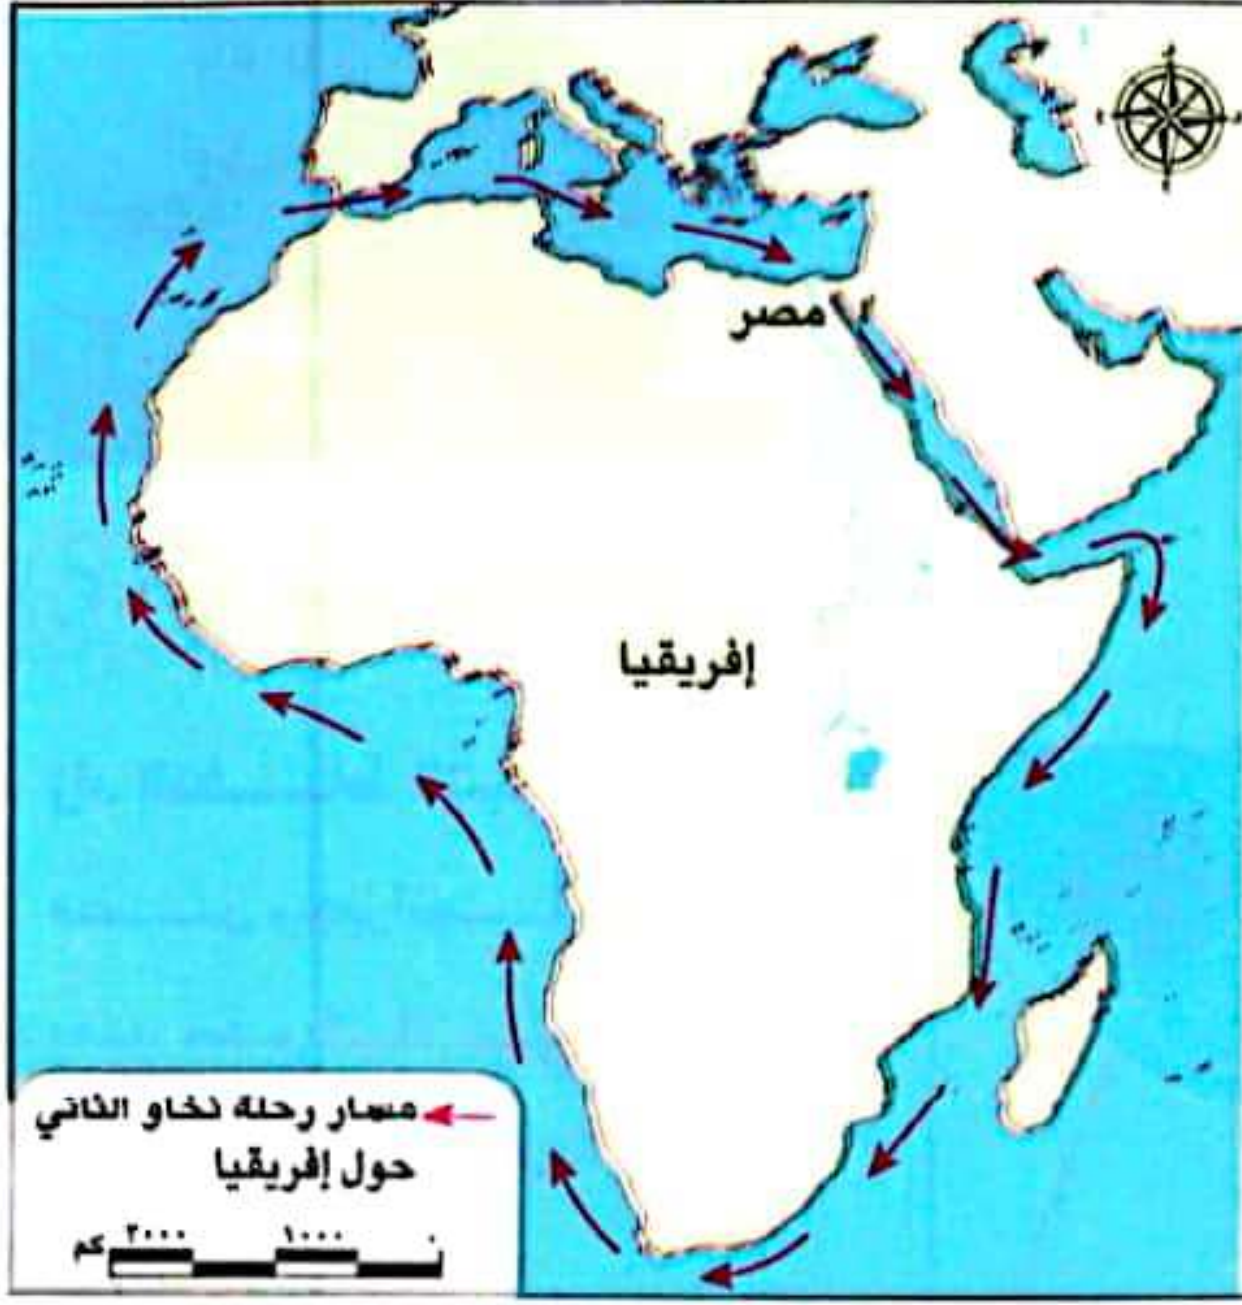 مصر
إفريقيا
مسار رحلة نخاو الثاني
حول إفريقيا
٢٠٠٠ ١٠٠٠ ٠
كم